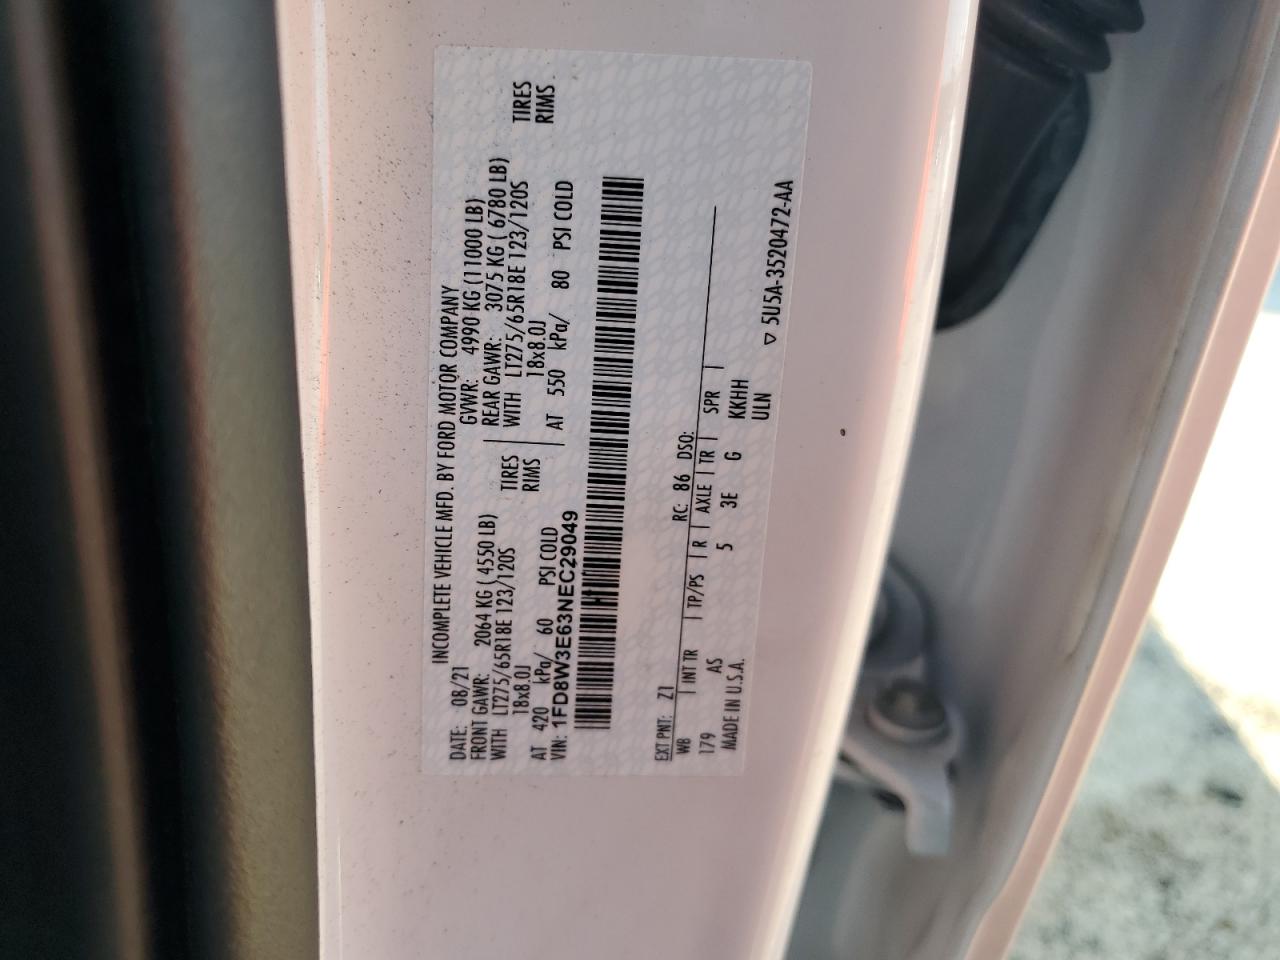 INCOMPLETE VEHICLE MFD. BY FORD MOTOR COMPANY
DATE: 08/21 GVWR: 4990 KG (11000 LB)
FRONT GAWR: 2064 KG ( 4550 LB) REAR GAWR: 3075 KG ( 6780 LB)
WITH LT275/65R18E 123/120S TIRES WITH LT275/65R18E 123/120S TIRES
18x8.0J RIMS 18x8.0J RIMS
AT 420 kPa/ 60 PSI COLD AT 550 kPa/ 80 PSI COLD
VIN: 1FD8W3E63NEC29049
EXT PNT: Z1 RC: 86 DSO:
WB INT TR TP/PS R AXLE TR SPR
179 AS 5 3E G KKHH
MADE IN U.S.A. ULN
▽ 5U5A-3520472-AA